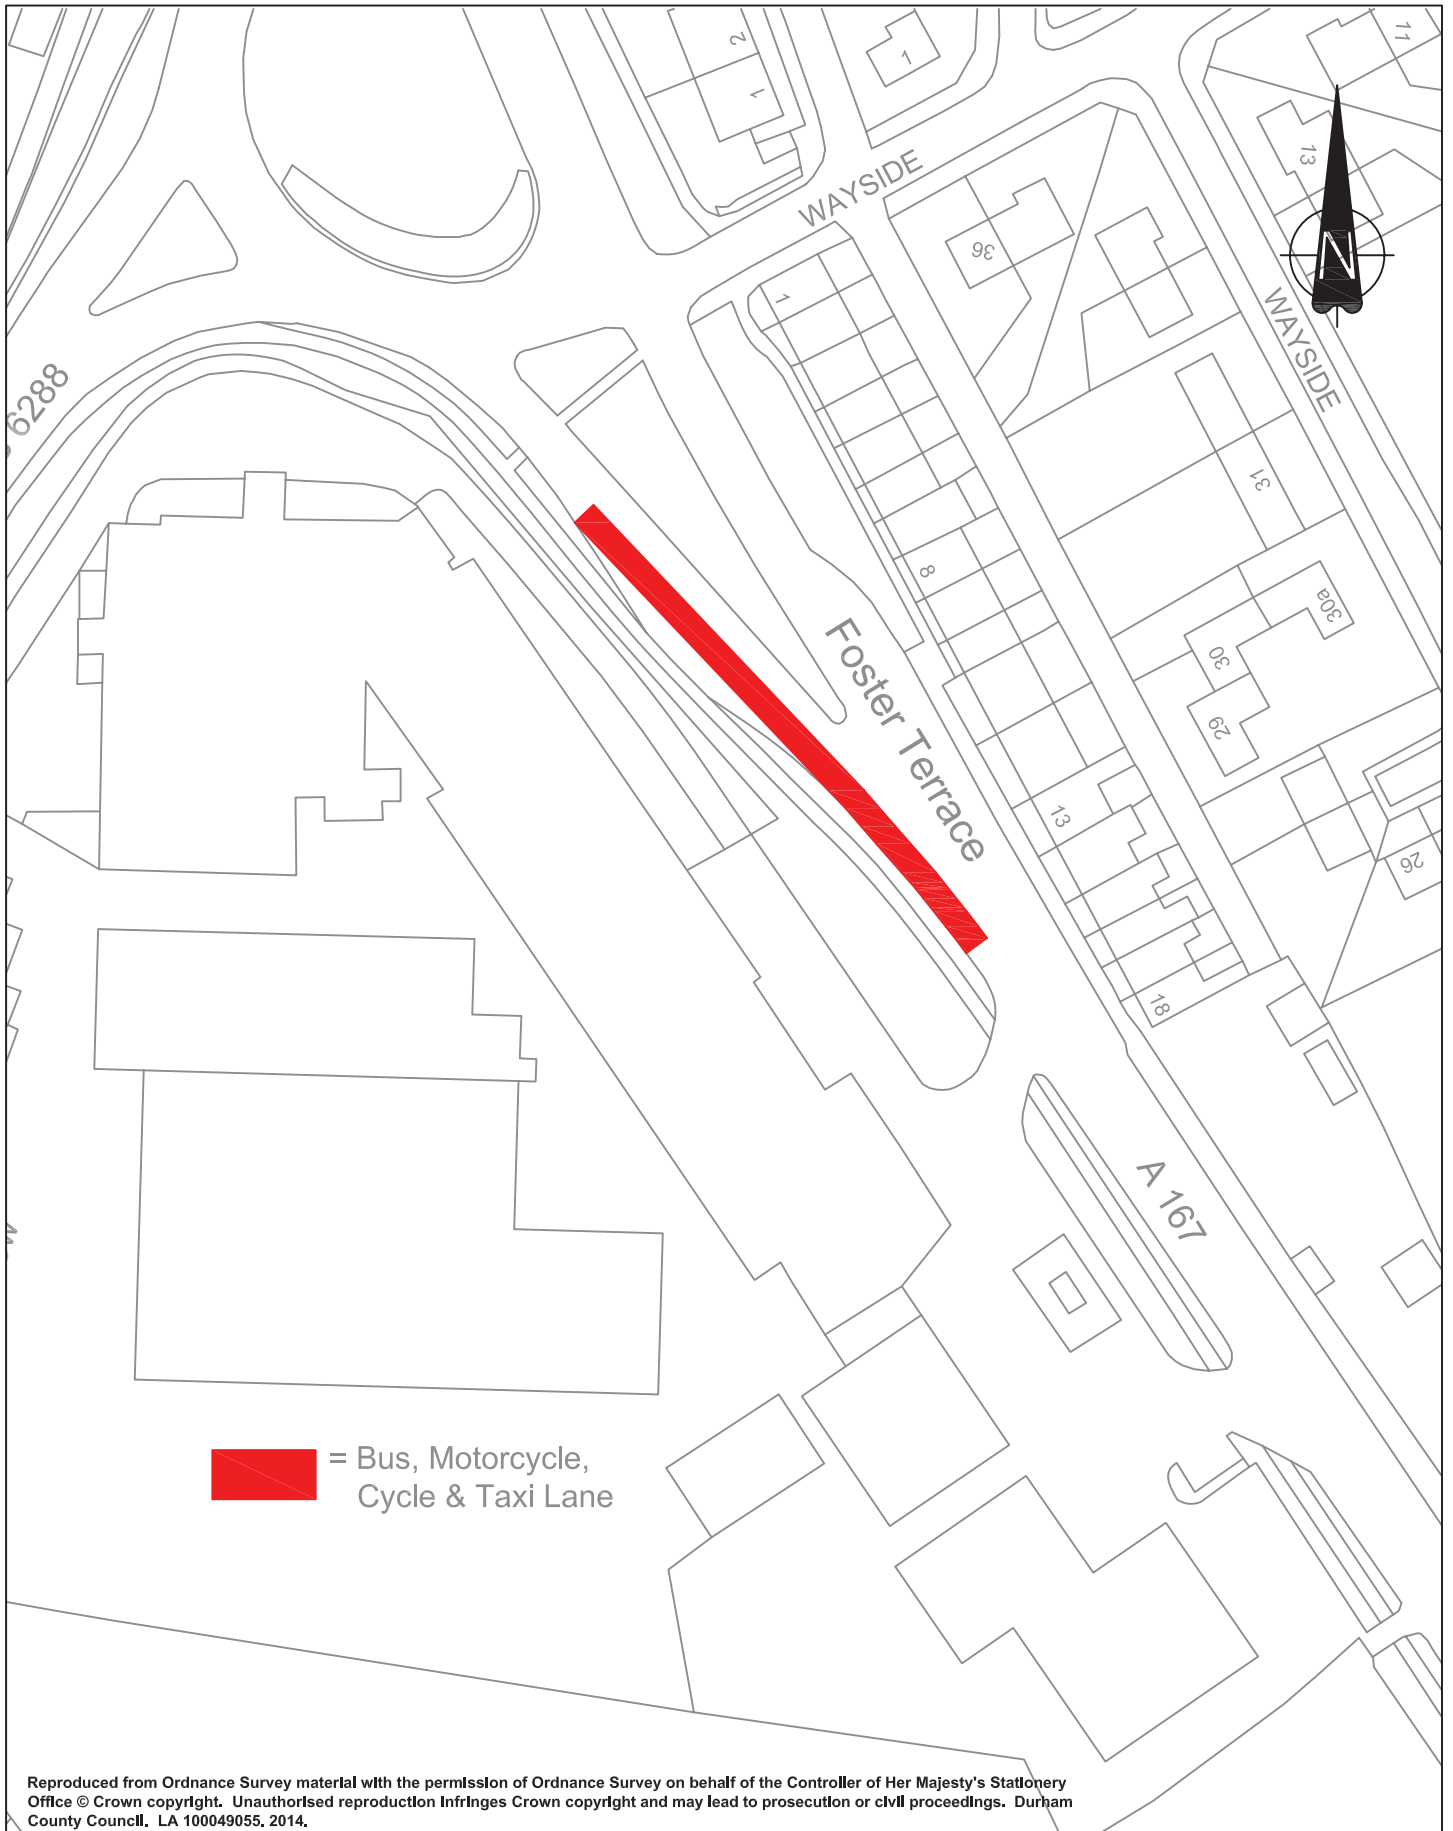 2
1
1
11
13
WAYSIDE
36
N
1
WAYSIDE
6288
31
8
30a
30
29
Foster Terrace
13
26
18
A 167
= Bus, Motorcycle,
Cycle & Taxi Lane
Reproduced from Ordnance Survey material with the permission of Ordnance Survey on behalf of the Controller of Her Majesty's Stationery
Office © Crown copyright. Unauthorised reproduction infringes Crown copyright and may lead to prosecution or civil proceedings. Durham
County Council. LA 100049055. 2014.